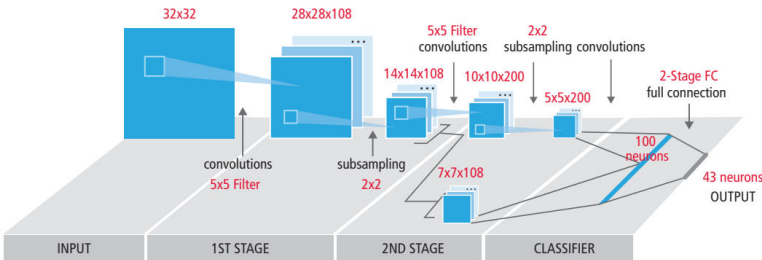 32x32
28x28x108
5x5 Filter
convolutions
2x2
subsampling
convolutions
14x14x108
10x10x200
5x5x200
2-Stage FC
full connection
convolutions
5x5 Filter
subsampling
2x2
7x7x108
100
neurons
43 neurons
OUTPUT
INPUT
1ST STAGE
2ND STAGE
CLASSIFIER